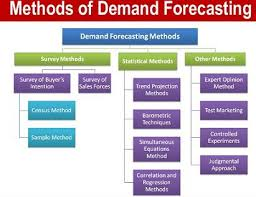 Methods of Demand Forecasting
Demand Forecasting Methods
Survey Methods
Statistical Methods
Other Methods
Survey of Buyer's
Intention
Survey of
Sales Forces
Census Method
Sample Method
Trend Projection
Methods
Barometric
Techniques
Simultaneous
Equations
Method
Correlation and
Regression
Methods
Expert Opinion
Method
Test Marketing
Controlled
Experiments
Judgmental
Approach